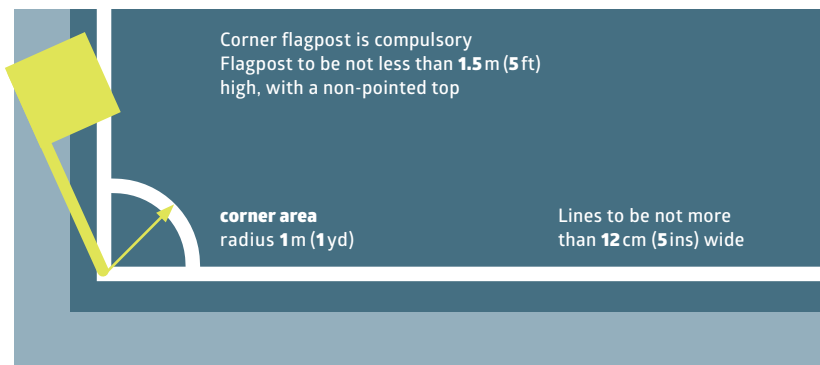 Corner flagpost is compulsory
Flagpost to be not less than 1.5 m (5 ft)
high, with a non-pointed top
corner area
radius 1 m (1 yd)
Lines to be not more
than 12 cm (5 ins) wide